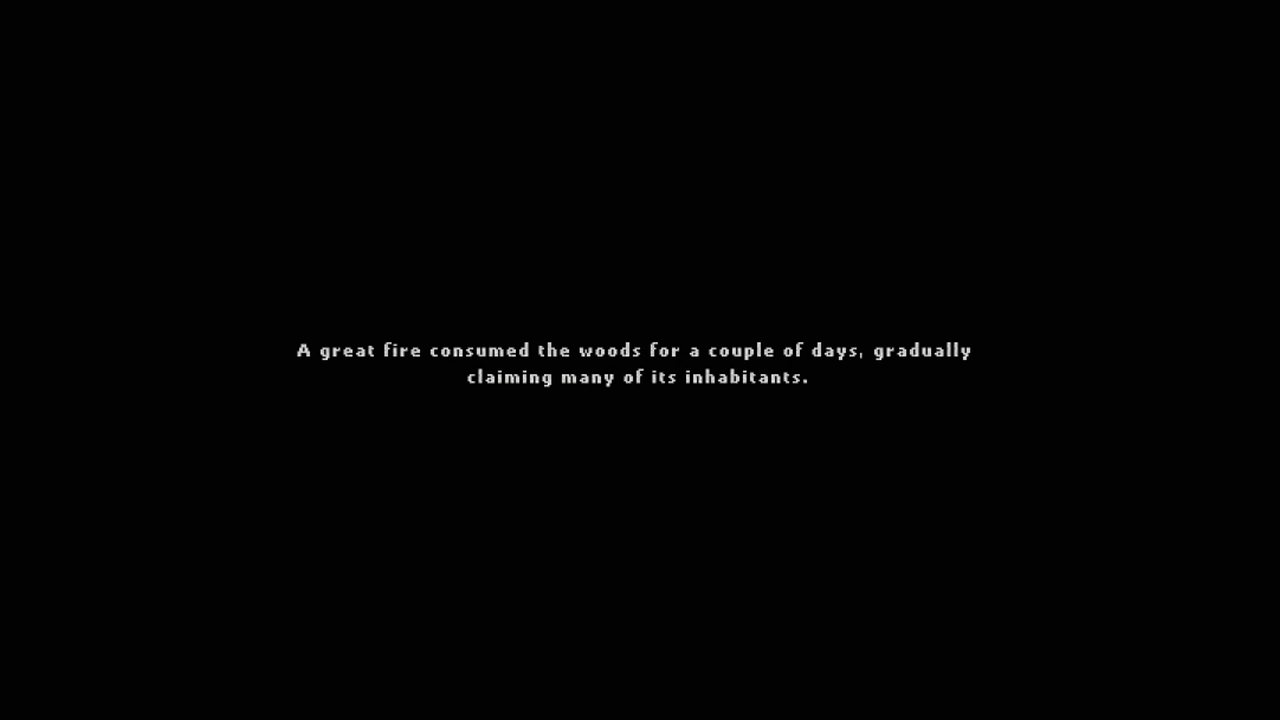 A great fire consumed the woods for a couple of days, gradually
claiming many of its inhabitants.